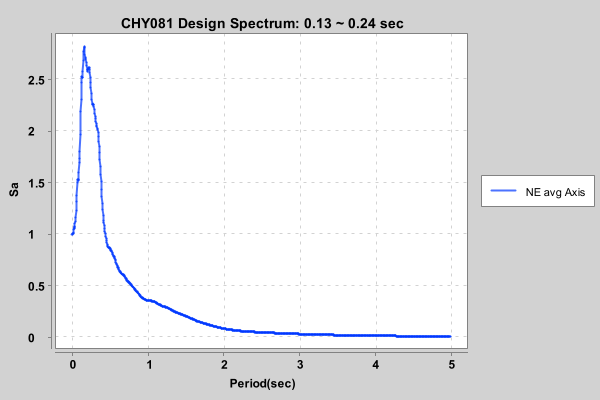 CHY081 Design Spectrum: 0.13 ~ 0.24 sec
2.5
2
1.5
1
0.5
0
Sa
0 1 2 3 4 5
Period(sec)
NE avg Axis